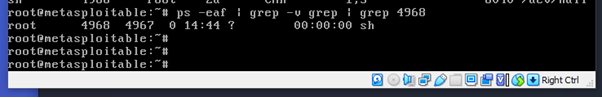 root@metasploitable:~# ps -eaf | grep -v grep | grep 4968
root 4968 4967 0 14:44 ? 00:00:00 sh
root@metasploitable:~#
root@metasploitable:~#
root@metasploitable:~#
Right Ctrl